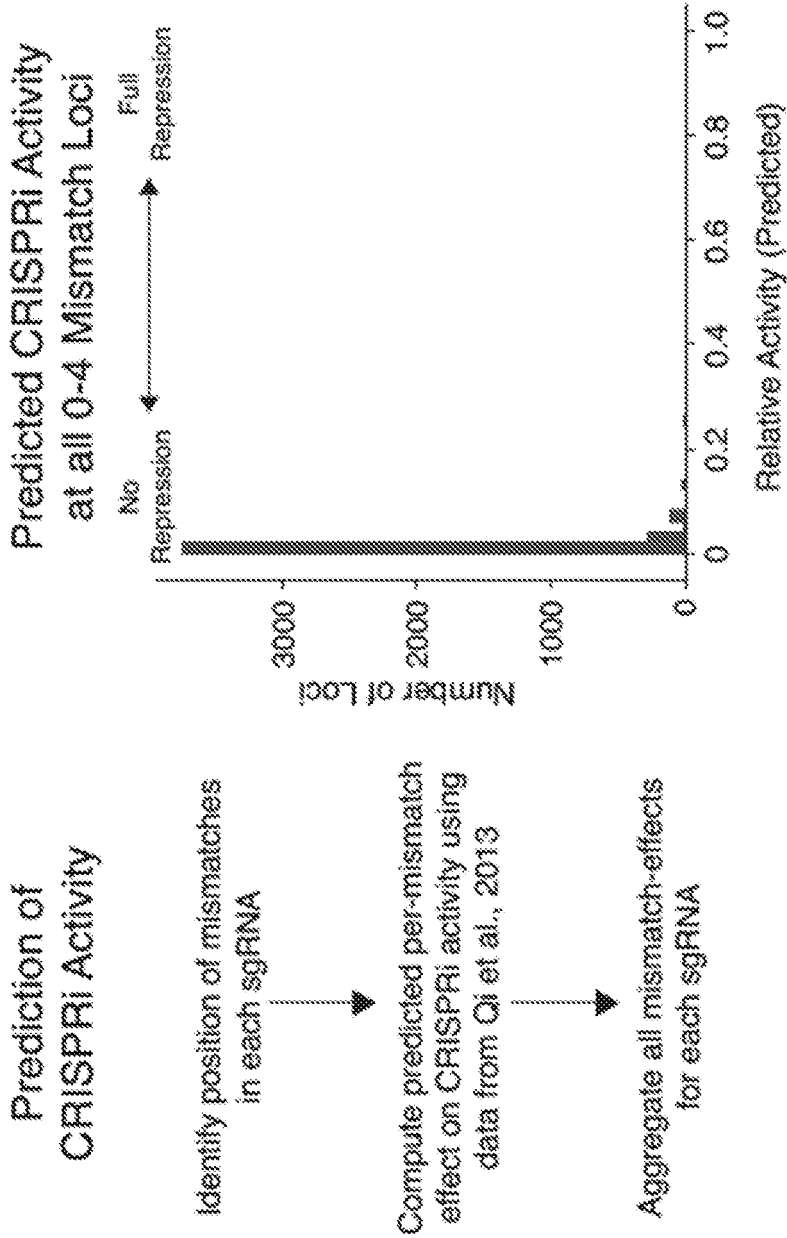 Prediction of
CRISPRi Activity
Identify position of mismatches
in each sgRNA
Compute predicted per-mismatch
effect on CRISPRi activity using
data from Qi et al., 2013
Aggregate all mismatch-effects
for each sgRNA
Predicted CRISPRi Activity
at all 0-4 Mismatch Loci
No
Repression
Full
Repression
Number of Loci
3000
2000
1000
0
0 0.2 0.4 0.6 0.8 1.0
Relative Activity (Predicted)